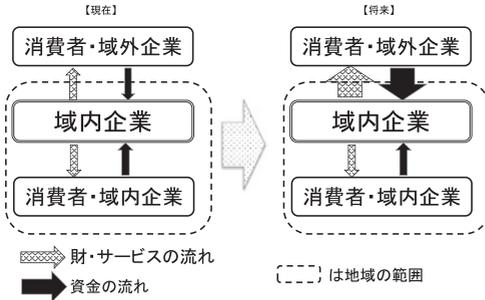 【現在】
【将来】
消費者・域外企業
消費者・域外企業
域内企業
域内企業
消費者・域内企業
消費者・域内企業
財・サービスの流れ
資金の流れ
は地域の範囲